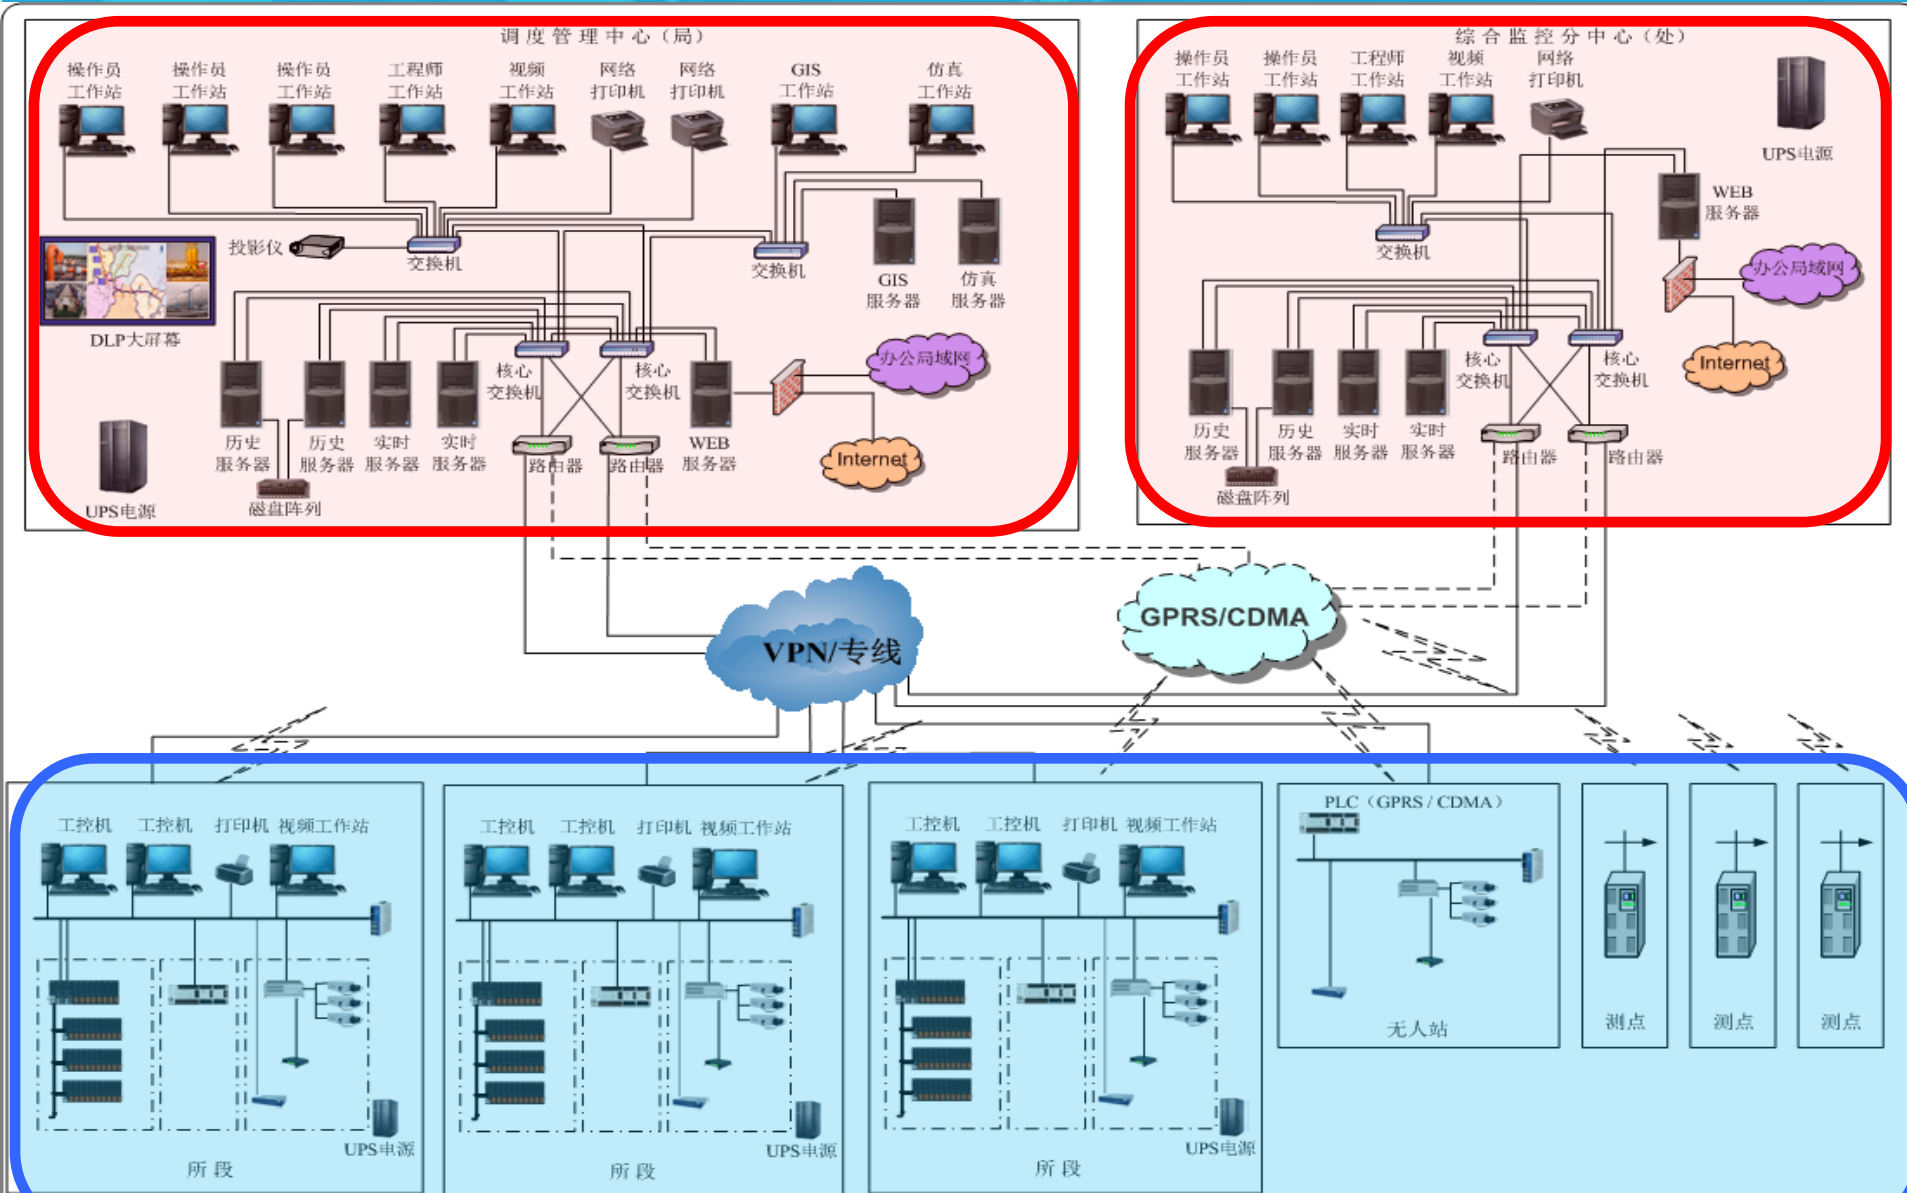 调度管理中心（局）
操作员
工作站
操作员
工作站
操作员
工作站
工程师
工作站
视频
工作站
网络
打印机
网络
打印机
GIS
工作站
仿真
工作站
投影仪
交换机
交换机
GIS
服务器
仿真
服务器
DLP大屏幕
核心
交换机
核心
交换机
办公局域网
历史
服务器
历史
服务器
实时
服务器
实时
服务器
路由器
路由器
WEB
服务器
Internet
UPS电源
磁盘阵列
综合监控分中心（处）
操作员
工作站
操作员
工作站
工程师
工作站
视频
工作站
网络
打印机
UPS电源
WEB
服务器
交换机
办公局域网
核心
交换机
核心
交换机
Internet
历史
服务器
历史
服务器
实时
服务器
实时
服务器
路由器
路由器
磁盘阵列
VPN/专线
GPRS/CDMA
工控机
工控机
打印机
视频工作站
UPS电源
所段
工控机
工控机
打印机
视频工作站
UPS电源
所段
工控机
工控机
打印机
视频工作站
UPS电源
所段
PLC（GPRS / CDMA）
无人站
测点
测点
测点